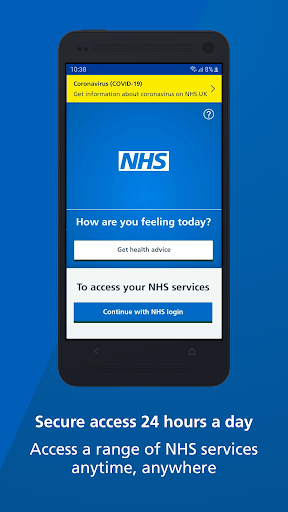 10:38
8%
Coronavirus (COVID-19)
Get information about coronavirus on NHS.UK
?
NHS
How are you feeling today?
Get health advice
To access your NHS services
Continue with NHS login
Secure access 24 hours a day
Access a range of NHS services
anytime, anywhere